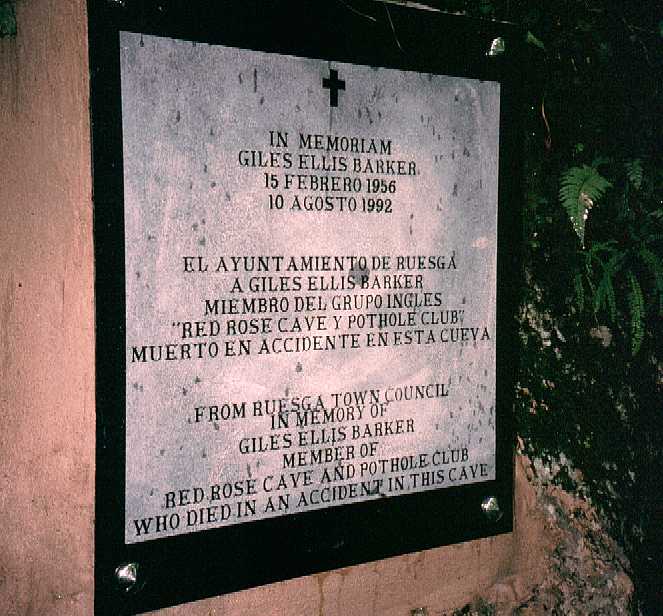 IN MEMORIAM
GILES ELLIS BARKER
15 FEBRERO 1956
10 AGOSTO 1992
EL AYUNTAMIENTO DE RUESGA
A GILES ELLIS BARKER
MIEMBRO DEL GRUPO INGLES
"RED ROSE CAVE Y POTHOLE CLUB"
MUERTO EN ACCIDENTE EN ESTA CUEVA
FROM RUESGA TOWN COUNCIL
IN MEMORY OF
GILES ELLIS BARKER
MEMBER OF
RED ROSE CAVE AND POTHOLE CLUB
WHO DIED IN AN ACCIDENT IN THIS CAVE